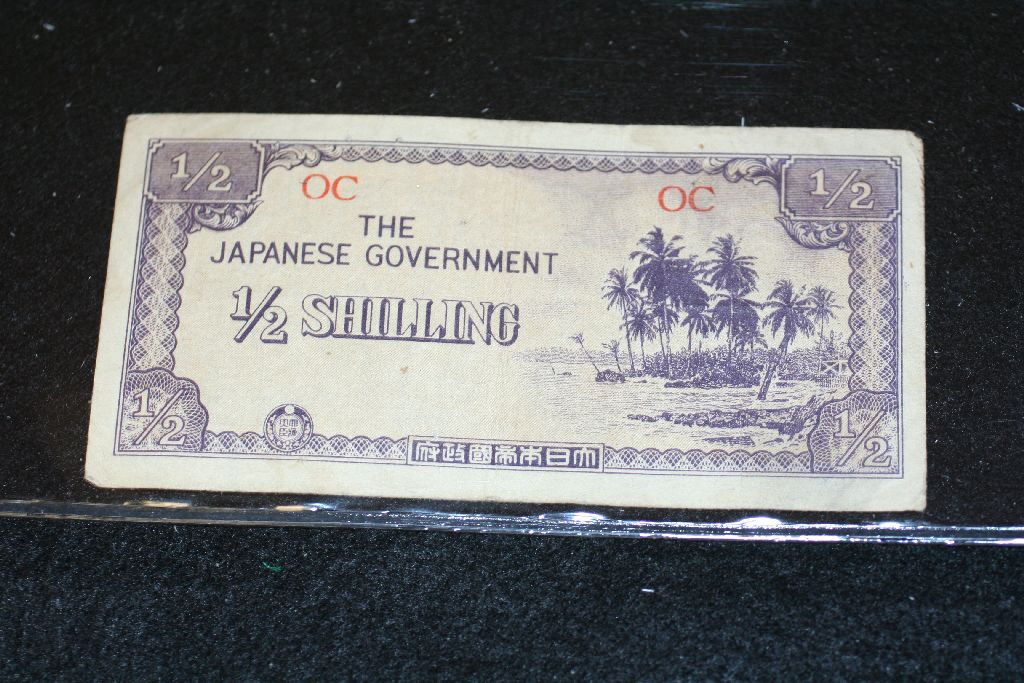 1/2 1/2
OC OC
THE
JAPANESE GOVERNMENT
1/2 SHILLING
1/2 1/2
府政國帝本日大